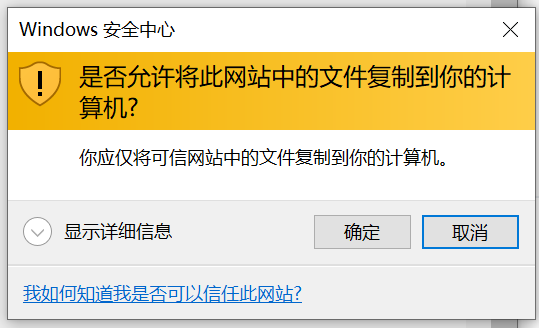 Windows 安全中心
是否允许将此网站中的文件复制到你的计
算机?
你应仅将可信网站中的文件复制到你的计算机。
显示详细信息
确定
取消
我如何知道我是否可以信任此网站?